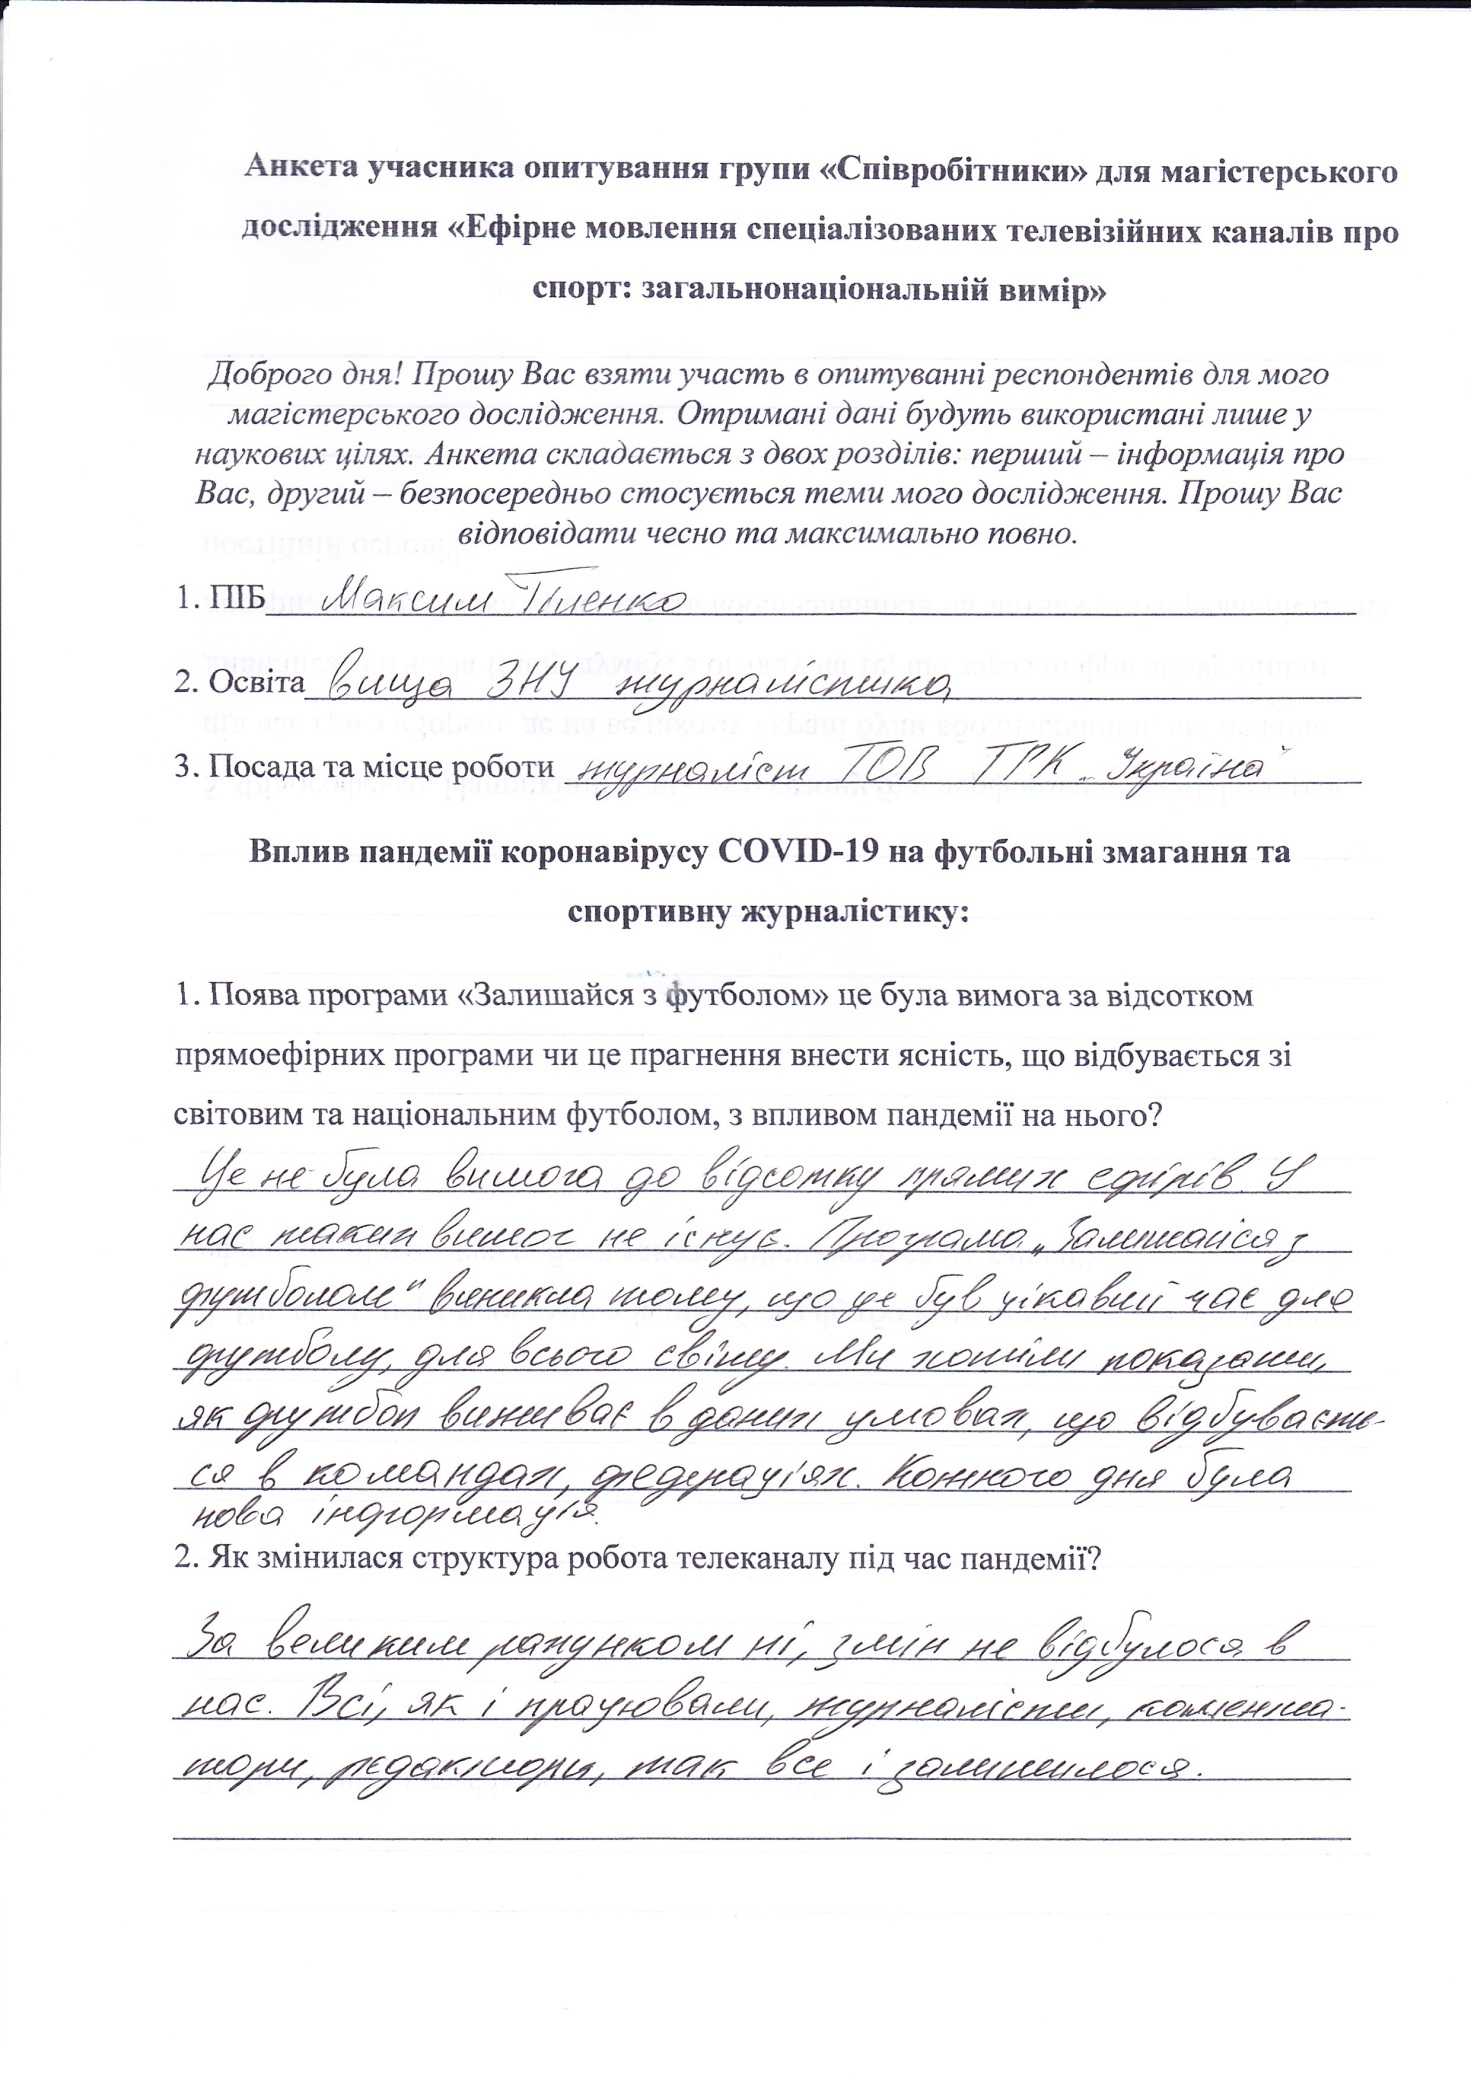 Анкета учасника опитування групи «Співробітники» для магістерського
дослідження «Ефірне мовлення спеціалізованих телевізійних каналів про
спорт: загальнонаціональній вимір»
Доброго дня! Прошу Вас взяти участь в опитуванні респондентів для мого
магістерського дослідження. Отримані дані будуть використані лише у
наукових цілях. Анкета складається з двох розділів: перший – інформація про
Вас, другий – безпосередньо стосується теми мого дослідження. Прошу Вас
відповідати чесно та максимально повно.
1. ПІБ Максим
2. Освіта вища ЗНУ журналістика
3. Посада та місце роботи журналіст ТОВ ТРК „Україна"
Вплив пандемії коронавірусу COVID-19 на футбольні змагання та
спортивну журналістику:
1. Поява програми «Залишайся з футболом» це була вимога за відсотком
прямоефірних програми чи це прагнення внести ясність, що відбувається зі
світовим та національним футболом, з впливом пандемії на нього?
Це не була вимога до відсотку прямих ефірів. У
нас таких вимог не існує. Програма „Залишайся з
футболом" виникла тому, що це був цікавий час для
футболу, для всього світу. Ми хотіли показати,
як футбол виживає в даних умовах, що відбуваєть-
ся в командах, федераціях. Кожного дня була
нова інформація.
2. Як змінилася структура робота телеканалу під час пандемії?
За великим рахунком ні, змін не відбулося в
нас. Всі, як і працювали, журналісти, комента-
тори, редактори, так все і залишилося.